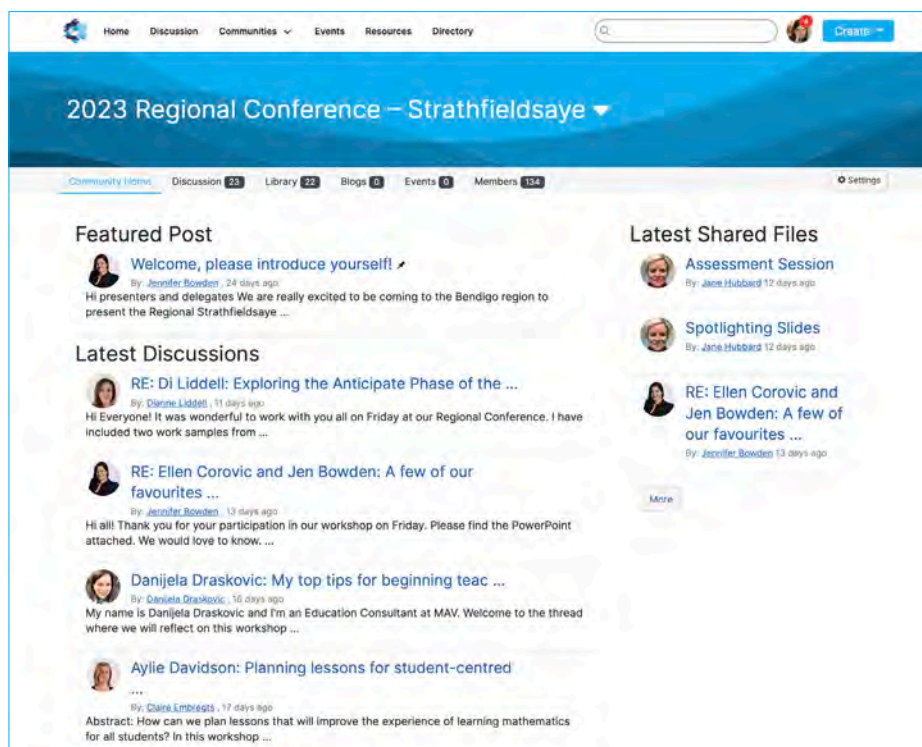 Home Discussion Communities Events Resources Directory
4
Create
2023 Regional Conference – Strathfieldsaye
Community Home Discussion 23 Library 22 Blogs 0 Events 0 Members 134 Settings
Featured Post
Welcome, please introduce yourself!
By: Jennifer Bowden , 24 days ago
Hi presenters and delegates We are really excited to be coming to the Bendigo region to
present the Regional Strathfieldsaye ...
Latest Discussions
RE: Di Liddell: Exploring the Anticipate Phase of the ...
By: Dianne Liddell , 11 days ago
Hi Everyone! It was wonderful to work with you all on Friday at our Regional Conference. I have
included two work samples from ...
RE: Ellen Corovic and Jen Bowden: A few of our
favourites ...
By: Jennifer Bowden , 13 days ago
Hi all! Thank you for your participation in our workshop on Friday. Please find the PowerPoint
attached. We would love to know. ...
Danijela Draskovic: My top tips for beginning teac ...
By: Danijela Draskovic , 16 days ago
My name is Danijela Draskovic and I'm an Education Consultant at MAV. Welcome to the thread
where we will reflect on this workshop ...
Aylie Davidson: Planning lessons for student-centred
...
By: Claire Embregts , 17 days ago
Abstract: How can we plan lessons that will improve the experience of learning mathematics
for all students? In this workshop ...
Latest Shared Files
Assessment Session
By: Jane Hubbard 12 days ago
Spotlighting Slides
By: Jane Hubbard 12 days ago
RE: Ellen Corovic and
Jen Bowden: A few of
our favourites ...
By: Jennifer Bowden 13 days ago
More